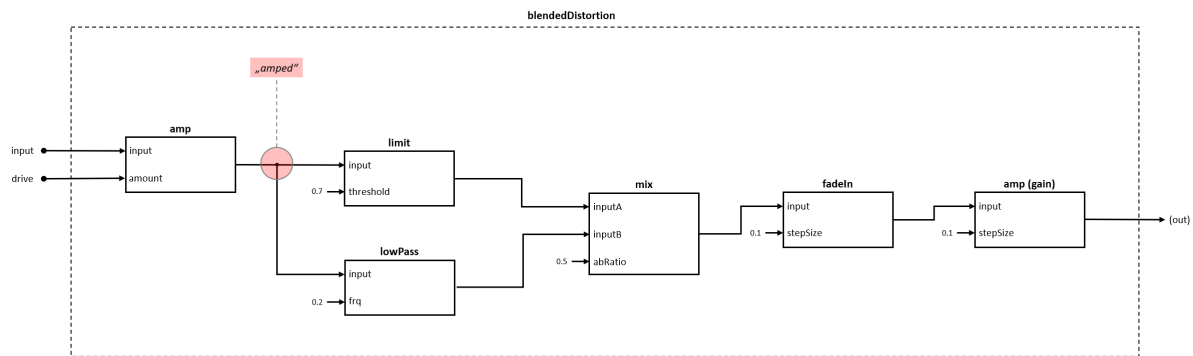 blendedDistortion
„amped“
amp
input
input
drive
amount
limit
input
0.7
threshold
lowPass
input
0.2
frq
mix
inputA
inputB
0.5
abRatio
fadeIn
input
0.1
stepSize
amp (gain)
input
0.1
stepSize
(out)